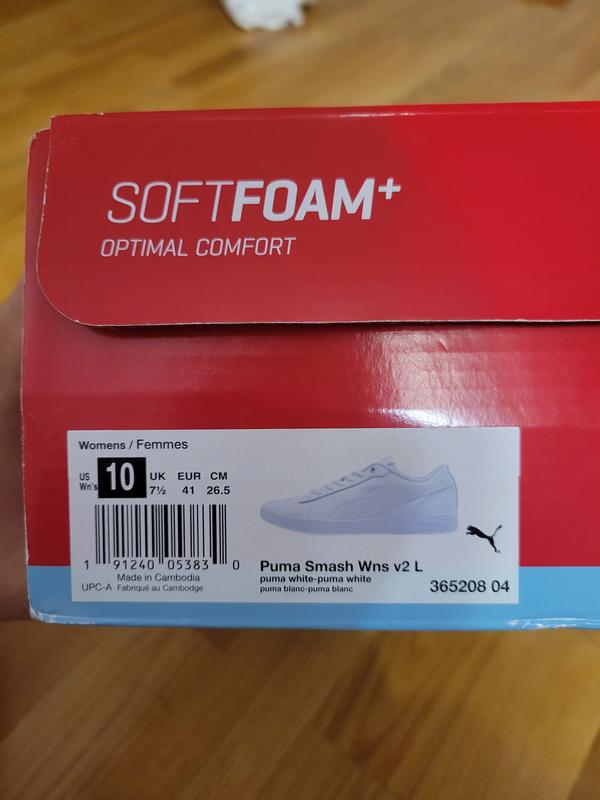 SOFTFOAM+
OPTIMAL COMFORT
Womens / Femmes
US Wn's 10 UK 7½ EUR 41 CM 26.5
1 91240 05383 0
UPC-A Made in Cambodia
Fabriqué au Cambodge
Puma Smash Wns v2 L
puma white-puma white
puma blanc-puma blanc
365208 04